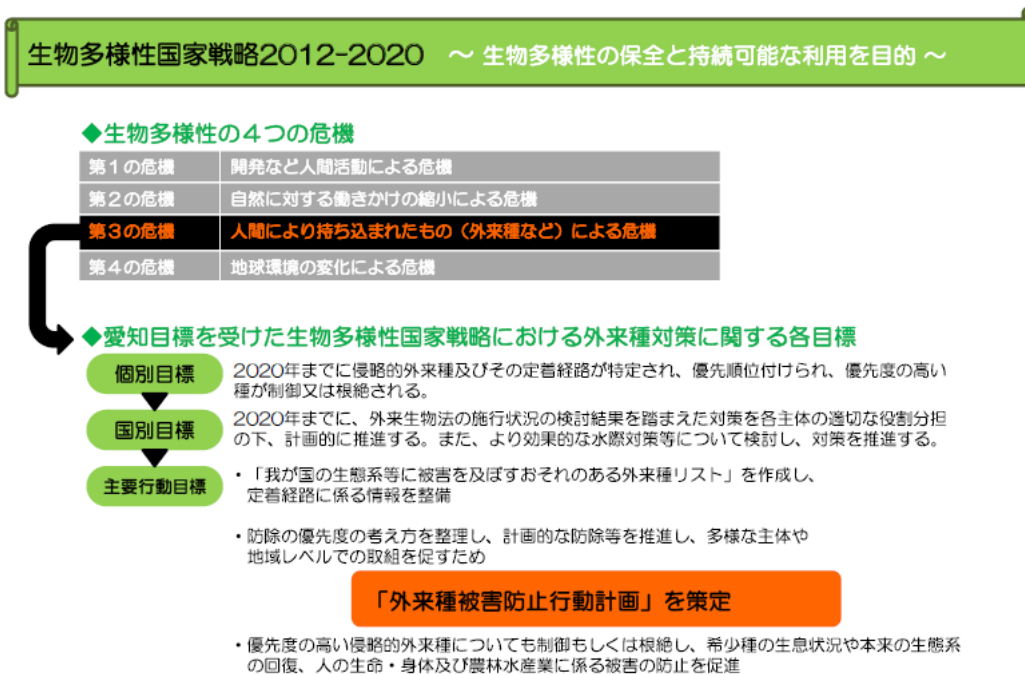 生物多様性国家戦略2012-2020 ～ 生物多様性の保全と持続可能な利用を目的 ～
◆生物多様性の４つの危機
第１の危機 開発など人間活動による危機
第２の危機 自然に対する働きかけの縮小による危機
第３の危機 人間により持ち込まれたもの（外来種など）による危機
第４の危機 地球環境の変化による危機
◆愛知目標を受けた生物多様性国家戦略における外来種対策に関する各目標
個別目標
2020年までに侵略的外来種及びその定着経路が特定され、優先順位付けられ、優先度の高い
種が制御又は根絶される。
国別目標
2020年までに、外来生物法の施行状況の検討結果を踏まえた対策を各主体の適切な役割分担
の下、計画的に推進する。また、より効果的な水際対策等について検討し、対策を推進する。
主要行動目標
・「我が国の生態系等に被害を及ぼすおそれのある外来種リスト」を作成し、
定着経路に係る情報を整備
・防除の優先度の考え方を整理し、計画的な防除等を推進し、多様な主体や
地域レベルでの取組を促すため
「外来種被害防止行動計画」を策定
・優先度の高い侵略的外来種についても制御もしくは根絶し、希少種の生息状況や本来の生態系
の回復、人の生命・身体及び農林水産業に係る被害の防止を促進